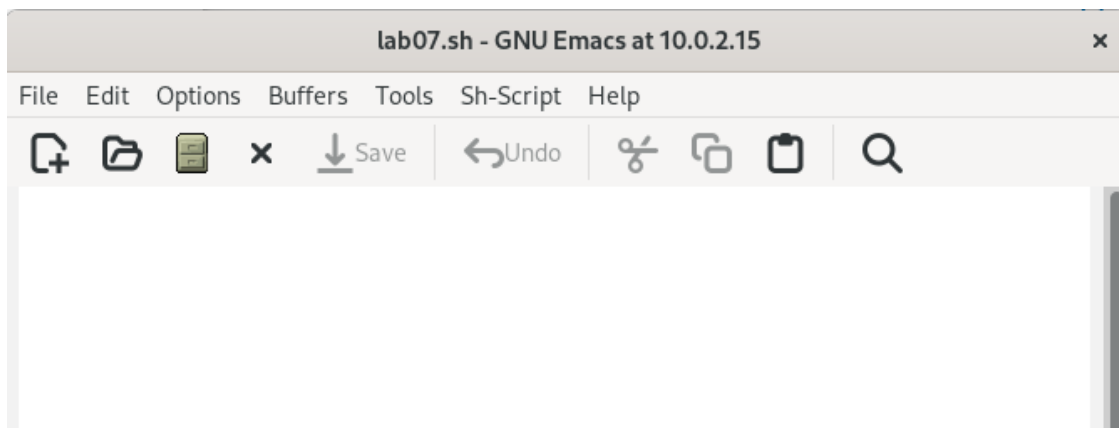 lab07.sh - GNU Emacs at 10.0.2.15
File Edit Options Buffers Tools Sh-Script Help
Save Undo